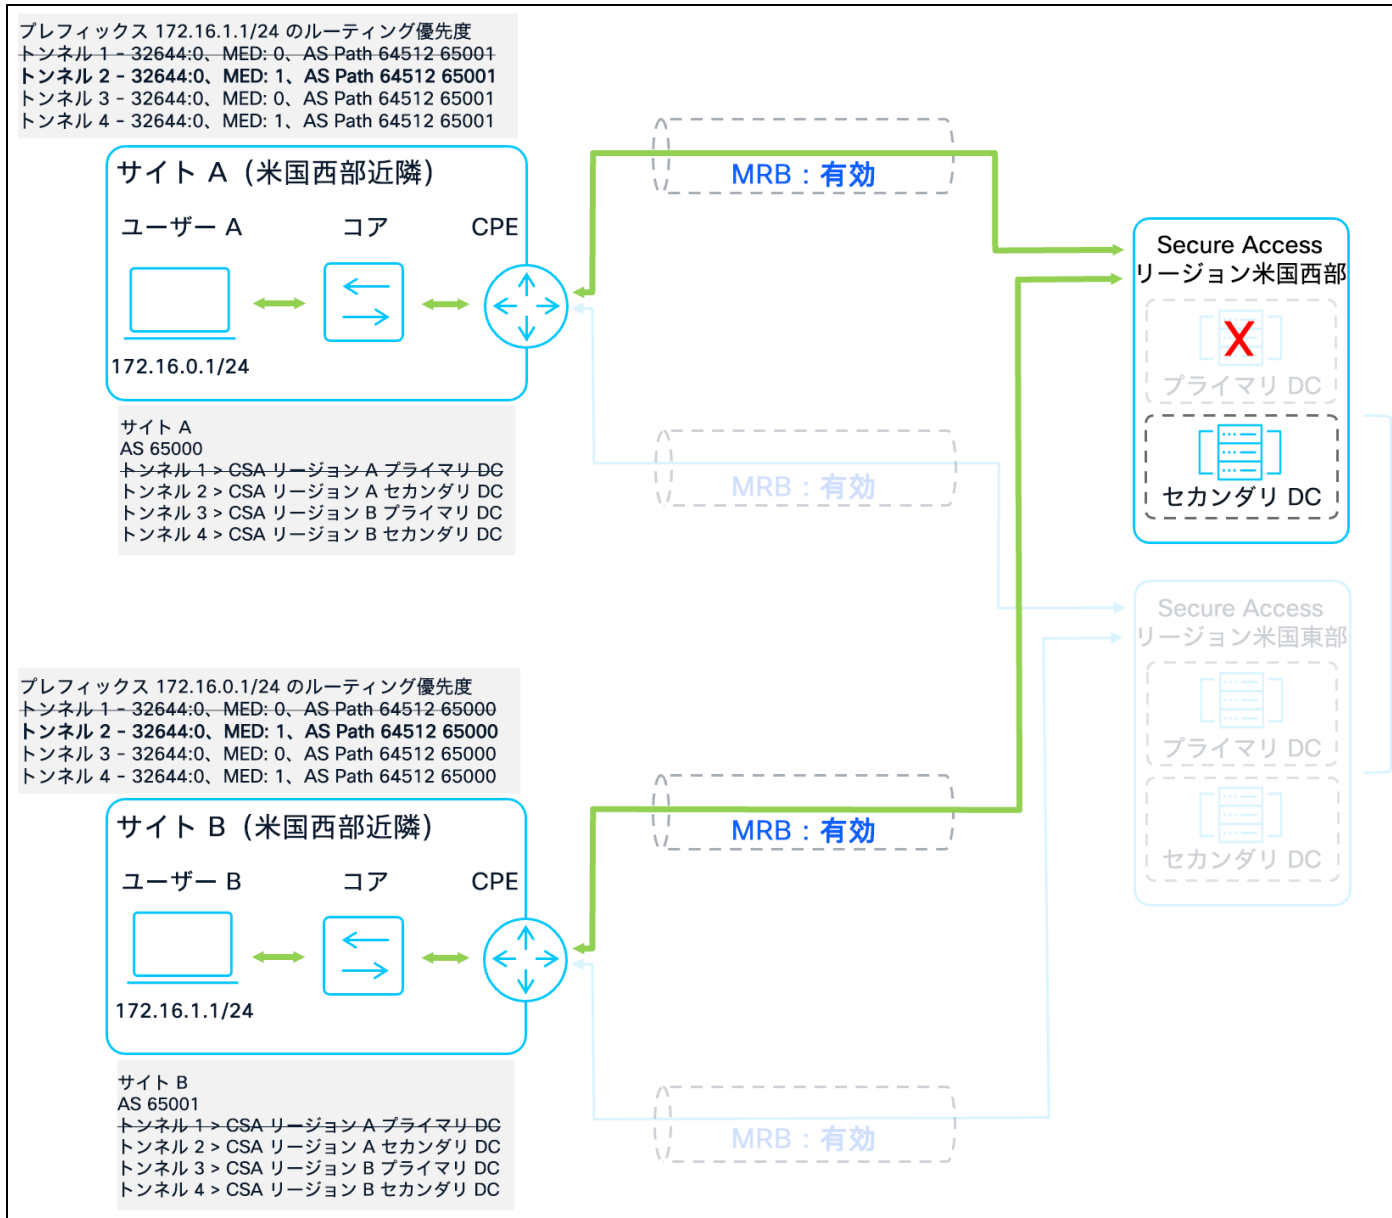 プレフィックス 172.16.1.1/24 のルーティング優先度
トンネル 1 - 32644:0、MED: 0、AS Path 64512 65001
トンネル 2 - 32644:0、MED: 1、AS Path 64512 65001
トンネル 3 - 32644:0、MED: 0、AS Path 64512 65001
トンネル 4 - 32644:0、MED: 1、AS Path 64512 65001
サイト A（米国西部近隣）
ユーザー A
コア
CPE
172.16.0.1/24
サイト A
AS 65000
トンネル 1 > CSA リージョン A プライマリ DC
トンネル 2 > CSA リージョン A セカンダリ DC
トンネル 3 > CSA リージョン B プライマリ DC
トンネル 4 > CSA リージョン B セカンダリ DC
MRB：有効
MRB：有効
Secure Access
リージョン米国西部
X
プライマリ DC
セカンダリ DC
Secure Access
リージョン米国東部
プライマリ DC
セカンダリ DC
プレフィックス 172.16.0.1/24 のルーティング優先度
トンネル 1 - 32644:0、MED: 0、AS Path 64512 65000
トンネル 2 - 32644:0、MED: 1、AS Path 64512 65000
トンネル 3 - 32644:0、MED: 0、AS Path 64512 65000
トンネル 4 - 32644:0、MED: 1、AS Path 64512 65000
サイト B（米国西部近隣）
ユーザー B
コア
CPE
172.16.1.1/24
サイト B
AS 65001
トンネル 1 > CSA リージョン A プライマリ DC
トンネル 2 > CSA リージョン A セカンダリ DC
トンネル 3 > CSA リージョン B プライマリ DC
トンネル 4 > CSA リージョン B セカンダリ DC
MRB：有効
MRB：有効